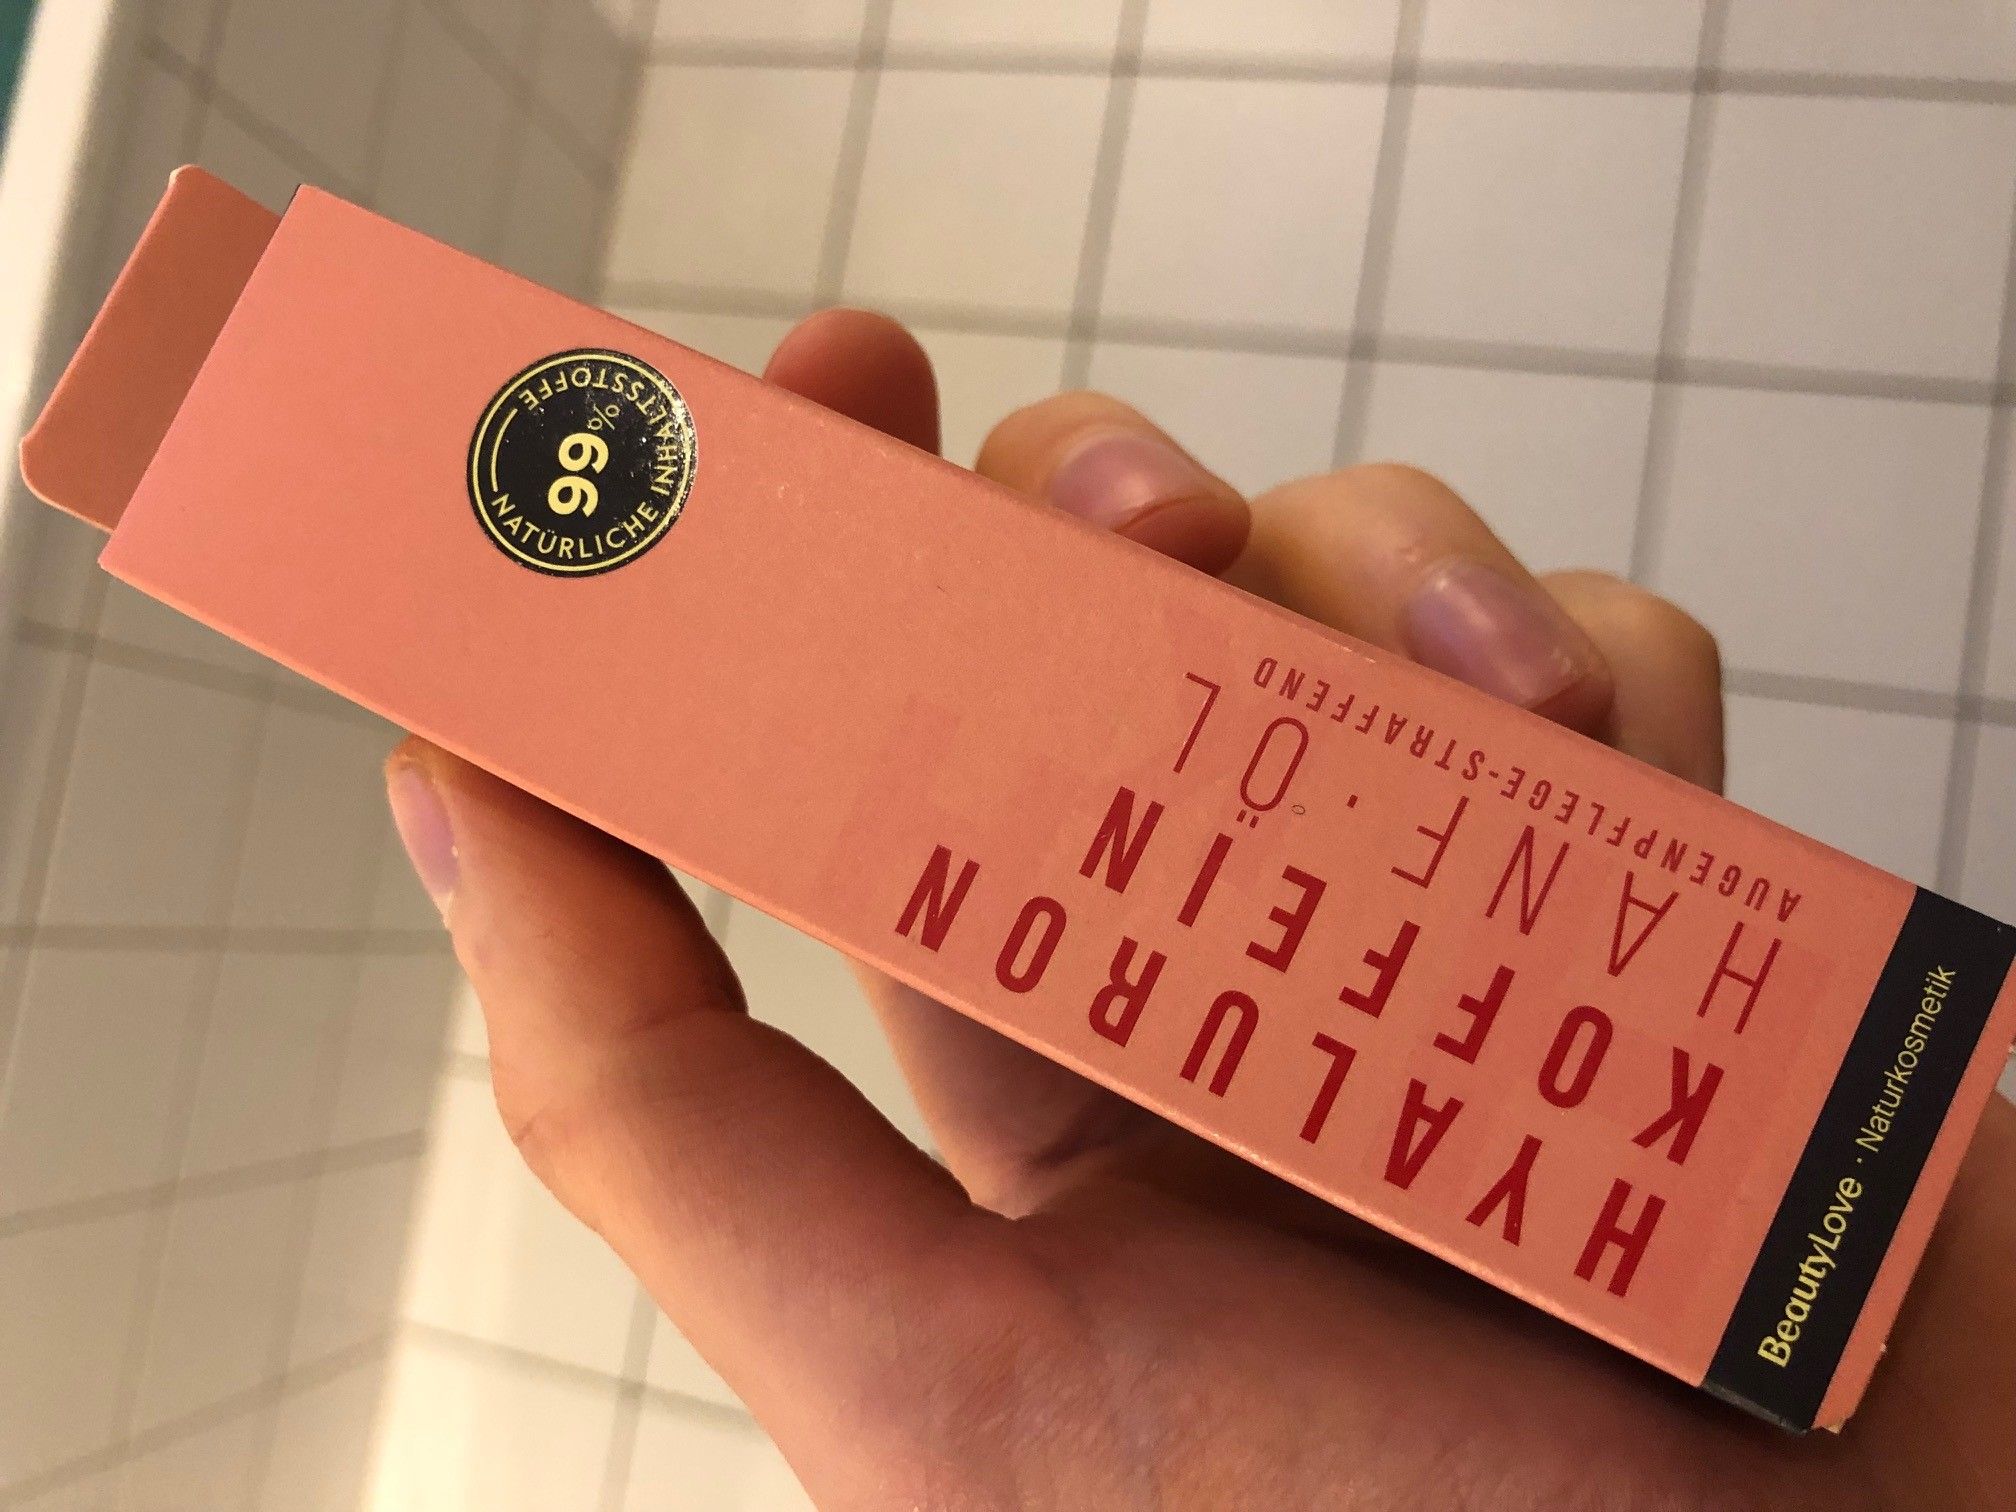 BeautyLove · Naturkosmetik
HYALURON
KOFFEIN
HANF·ÖL
AUGENPFLEGE-STRAFFEND
99%
NATÜRLICHE INHALTSSTOFFE